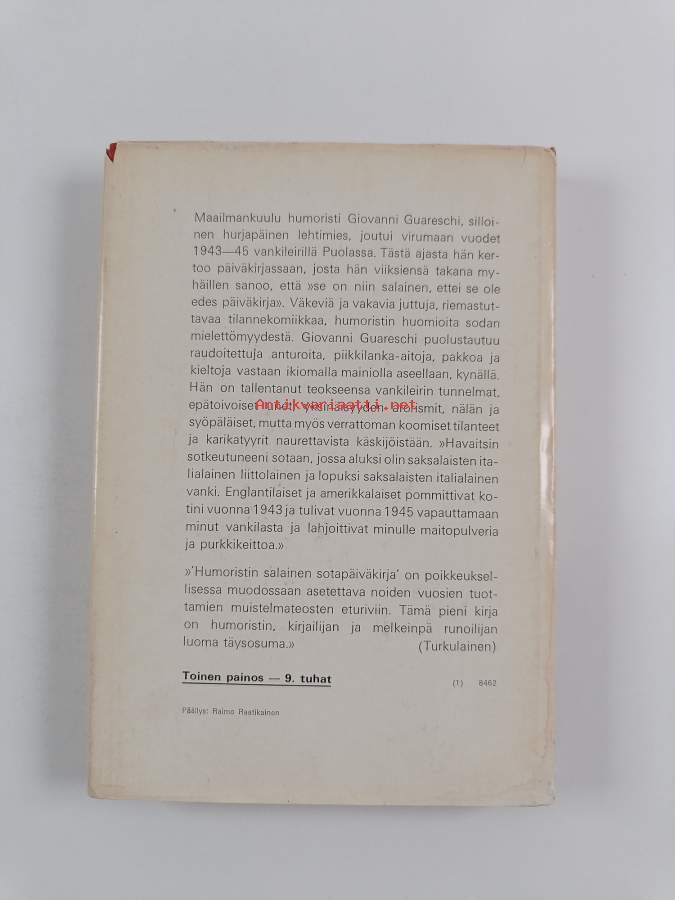 Maailmankuulu humoristi Giovanni Guareschi, silloi-
nen hurjapäinen lehtimies, joutui virumaan vuodet
1943—45 vankileirillä Puolassa. Tästä ajasta hän ker-
too päiväkirjassaan, josta hän viiksiensä takana my-
häillen sanoo, että »se on niin salainen, ettei se ole
edes päiväkirja». Väkeviä ja vakavia juttuja, riemastut-
tavaa tilannekomiikkaa, humoristin huomioita sodan
mielettömyydestä. Giovanni Guareschi puolustautuu
raudoitettuja anturoita, piikkilanka-aitoja, pakkoa ja
kieltoja vastaan ikiomalla mainiolla aseellaan, kynällä.
Hän on tallentanut teokseensa vankileirin tunnelmat,
epätoivoiset yksinäisyyden aforismit, nälän ja
Antikvariaatti.net
syöpäläiset, mutta myös verrattoman koomiset tilanteet
ja karikatyyrit naurettavista käskijöistään. »Havaitsin
sotkeutuneeni sotaan, jossa aluksi olin saksalaisten ita-
lialainen liittolainen ja lopuksi saksalaisten italialainen
vanki. Englantilaiset ja amerikkalaiset pommittivat ko-
tini vuonna 1943 ja tulivat vuonna 1945 vapauttamaan
minut vankilasta ja lahjoittivat minulle maitopulveria
ja purkkikeittoa.»
»'Humoristin salainen sotapäiväkirja' on poikkeuksel-
lisessa muodossaan asetettava noiden vuosien tuot-
tamien muistelmateosten eturiviin. Tämä pieni kirja
on humoristin, kirjailijan ja melkeinpä runoilijan
luoma täysosuma.» (Turkulainen)
Toinen painos — 9. tuhat (1) 8462
Päällys: Raimo Raatikainen